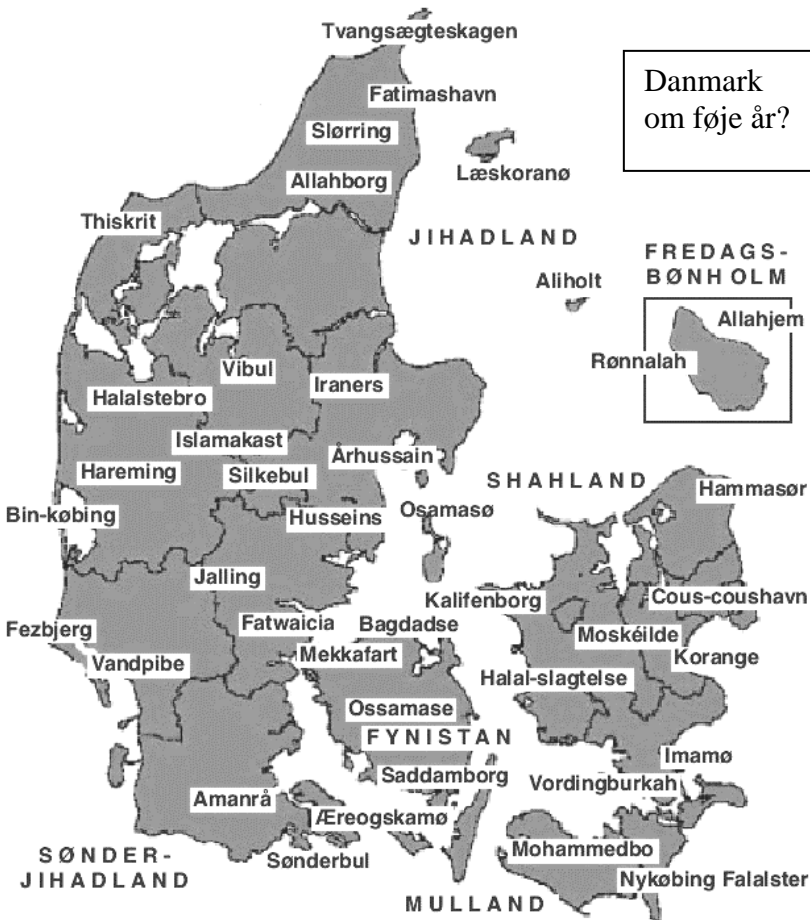 Tvangsægteskagen
Danmark
om føje år?
Fatimashavn
Slørring
Læskoranø
Allahborg
Thiskrit
JIHADLAND
FREDAGS-
BØNHOLM
Aliholt
Allahjem
Rønnalah
Vibul
Iraners
Halalstebro
Islamakast
Århussain
Hareming
Silkebul
SHAHLAND
Hammasør
Bin-købing
Husseins
Osamasø
Jalling
Kalifenborg
Cous-coushavn
Fezbjerg
Fatwaicia
Bagdadse
Moskéilde
Vandpibe
Mekkafart
Korange
Halal-slagtelse
Ossamase
FYNISTAN
Imamø
Saddamborg
Vordingburkah
Amanrå
Æreogskamø
SØNDER-
JIHADLAND
Sønderbul
Mohammedbo
Nykøbing Falalster
MULLAND